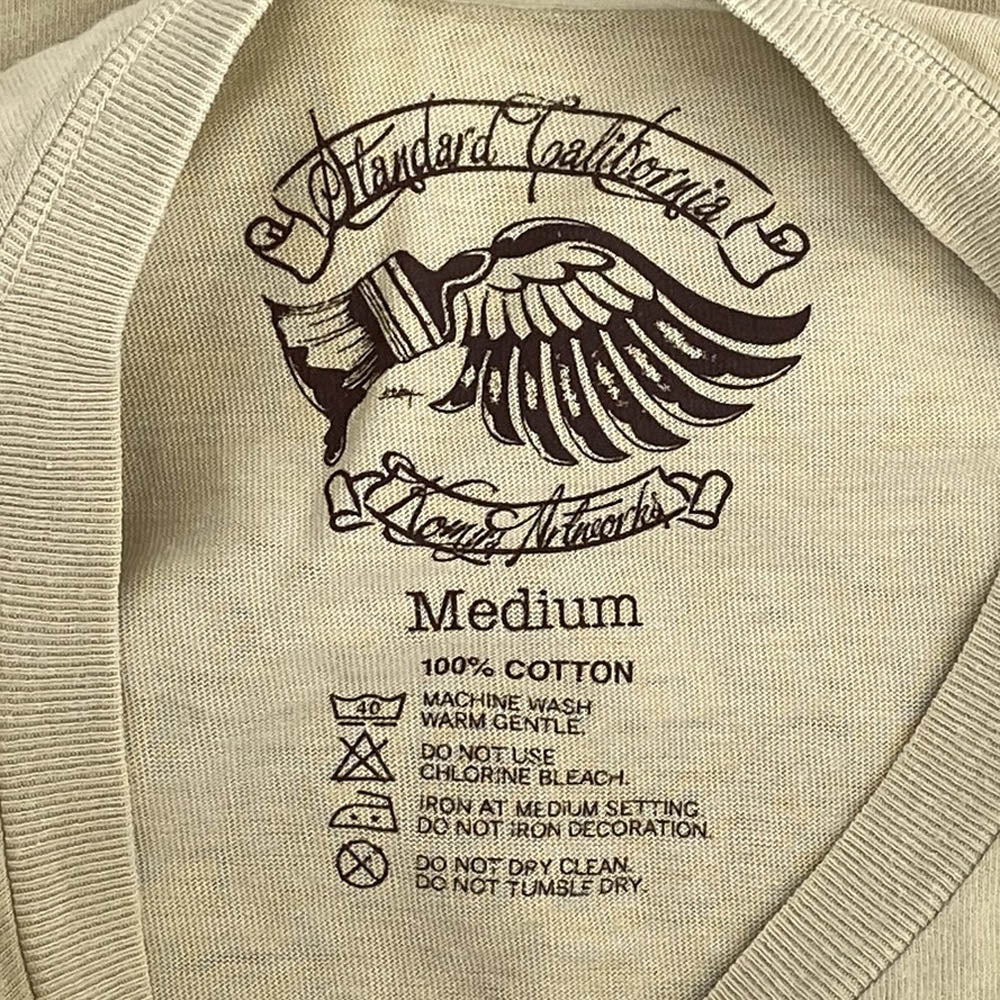 Standard California
Artworks
Medium
100% COTTON
40
MACHINE WASH
WARM GENTLE.
DO NOT USE
CHLORINE BLEACH.
IRON AT MEDIUM SETTING
DO NOT IRON DECORATION.
DO NOT DRY CLEAN.
DO NOT TUMBLE DRY.